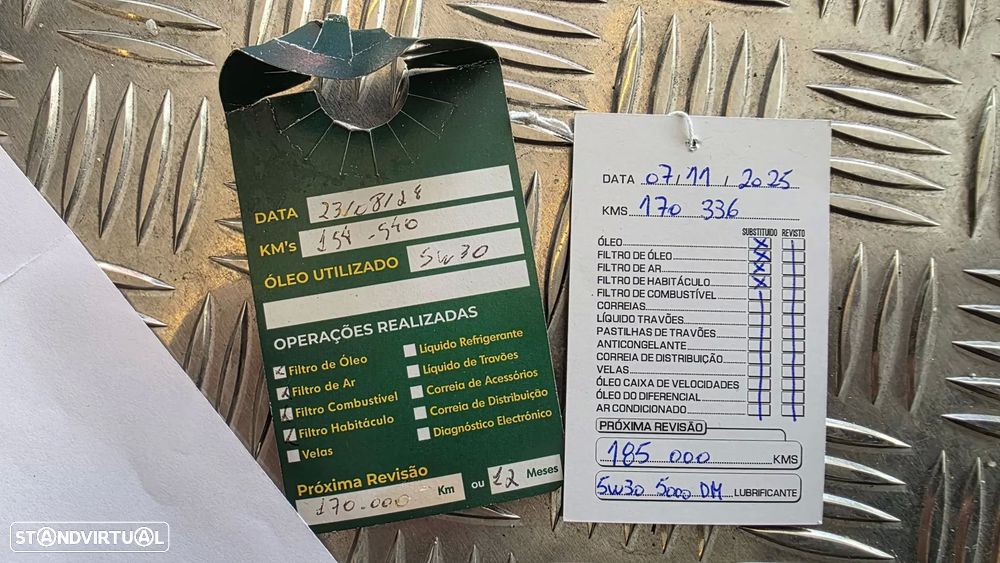 DATA 23/08/24
KM's 154.540
ÓLEO UTILIZADO 5W30
OPERAÇÕES REALIZADAS
Filtro de Óleo
Filtro de Ar
Filtro Combustivel
Filtro Habitáculo
Velas
Líquido Refrigerante
Líquido de Travões
Correia de Acessórios
Correia de Distribuição
Diagnóstico Electrónico
Próxima Revisão
170.000 Km ou 12 Meses
DATA 07/11/2025
KMS 170 336
SUBSTITUIDO REVISTO
ÓLEO X
FILTRO DE ÓLEO X
FILTRO DE AR X
FILTRO DE HABITÁCULO X
FILTRO DE COMBUSTÍVEL
CORREIAS
LÍQUIDO TRAVÕES
PASTILHAS DE TRAVÕES
ANTICONGELANTE
CORREIA DE DISTRIBUIÇÃO
VELAS
ÓLEO CAIXA DE VELOCIDADES
ÓLEO DO DIFERENCIAL
AR CONDICIONADO
PRÓXIMA REVISÃO
185 000 KMS
5W30 5000 DM LUBRIFICANTE
STANDVIRTUAL